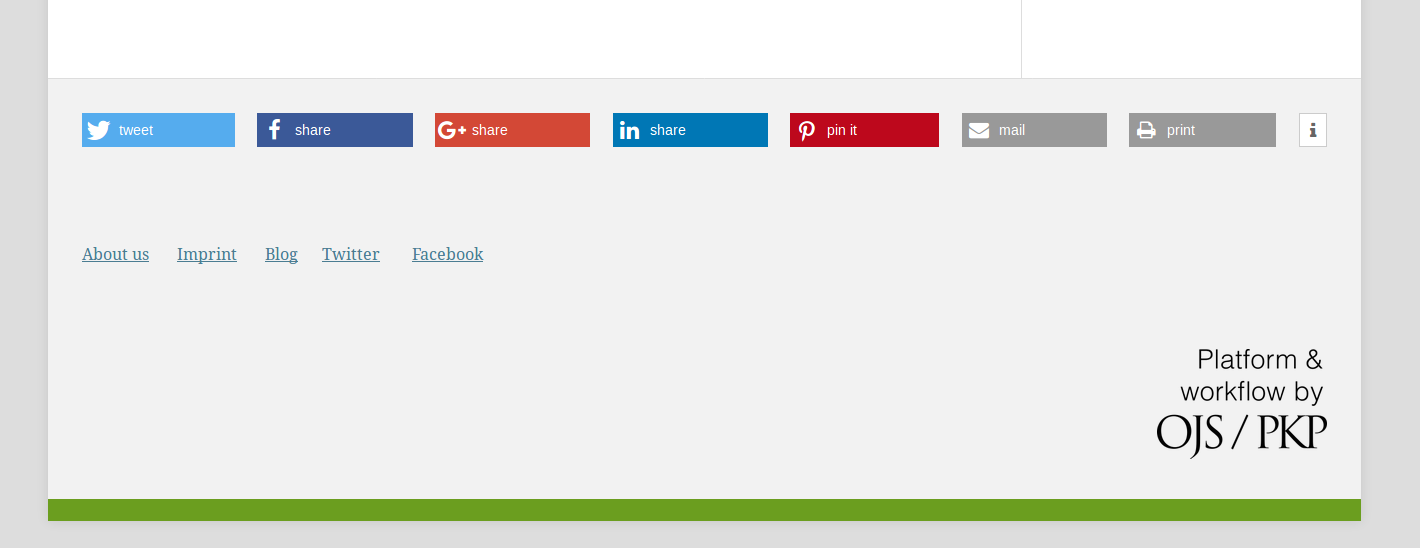 tweet share share share pin it mail print
About us Imprint Blog Twitter Facebook
Platform &
workflow by
OJS / PKP